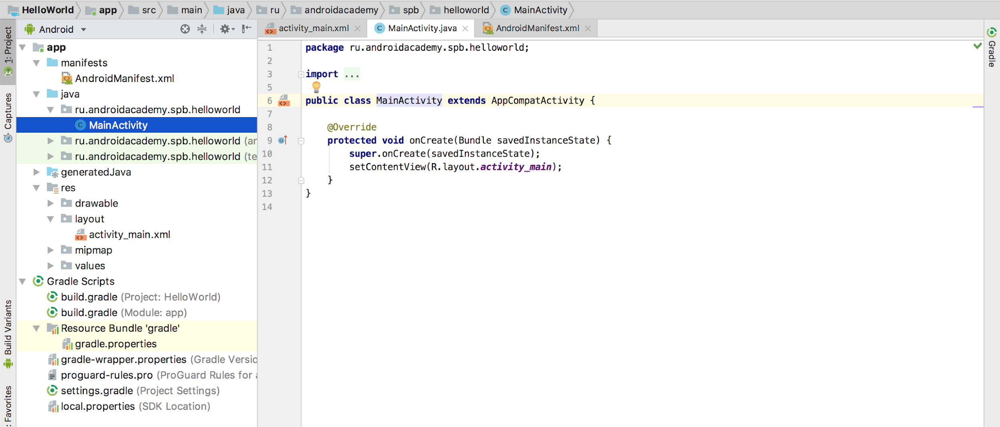 HelloWorld app src main java ru androidacademy spb helloworld MainActivity
1: Project
Captures
Build Variants
: Favorites
Android
app
manifests
AndroidManifest.xml
java
ru.androidacademy.spb.helloworld
MainActivity
ru.androidacademy.spb.helloworld (ar
ru.androidacademy.spb.helloworld (te
generatedJava
res
drawable
layout
activity_main.xml
mipmap
values
Gradle Scripts
build.gradle (Project: HelloWorld)
build.gradle (Module: app)
Resource Bundle 'gradle'
gradle.properties
gradle-wrapper.properties (Gradle Versio
proguard-rules.pro (ProGuard Rules for a
settings.gradle (Project Settings)
local.properties (SDK Location)
activity_main.xml MainActivity.java AndroidManifest.xml
1 package ru.androidacademy.spb.helloworld;
2
3 import ...
5
6 public class MainActivity extends AppCompatActivity {
7
8 @Override
9 protected void onCreate(Bundle savedInstanceState) {
10 super.onCreate(savedInstanceState);
11 setContentView(R.layout.activity_main);
12 }
13 }
14
Gradle